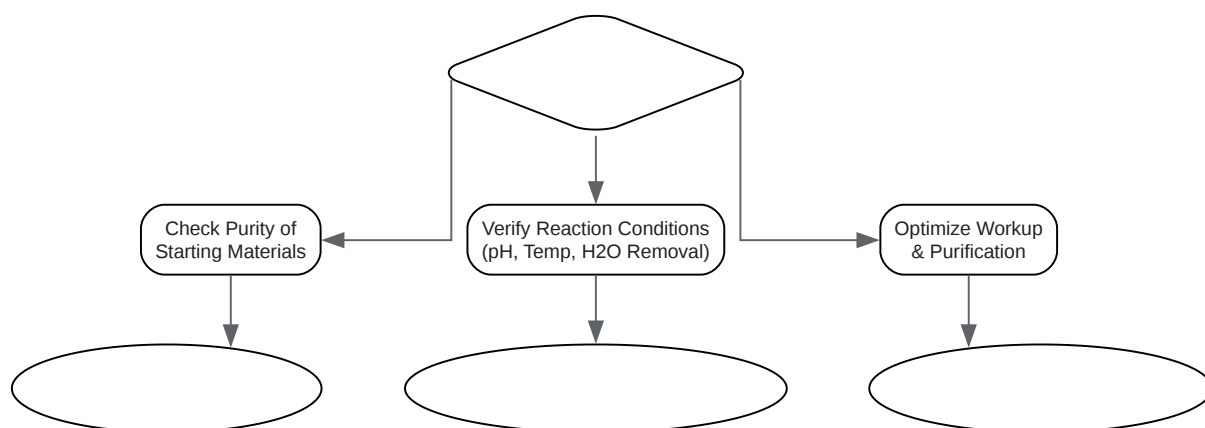 Check Purity of
Starting Materials
Verify Reaction Conditions
(pH, Temp, H2O Removal)
Optimize Workup
& Purification